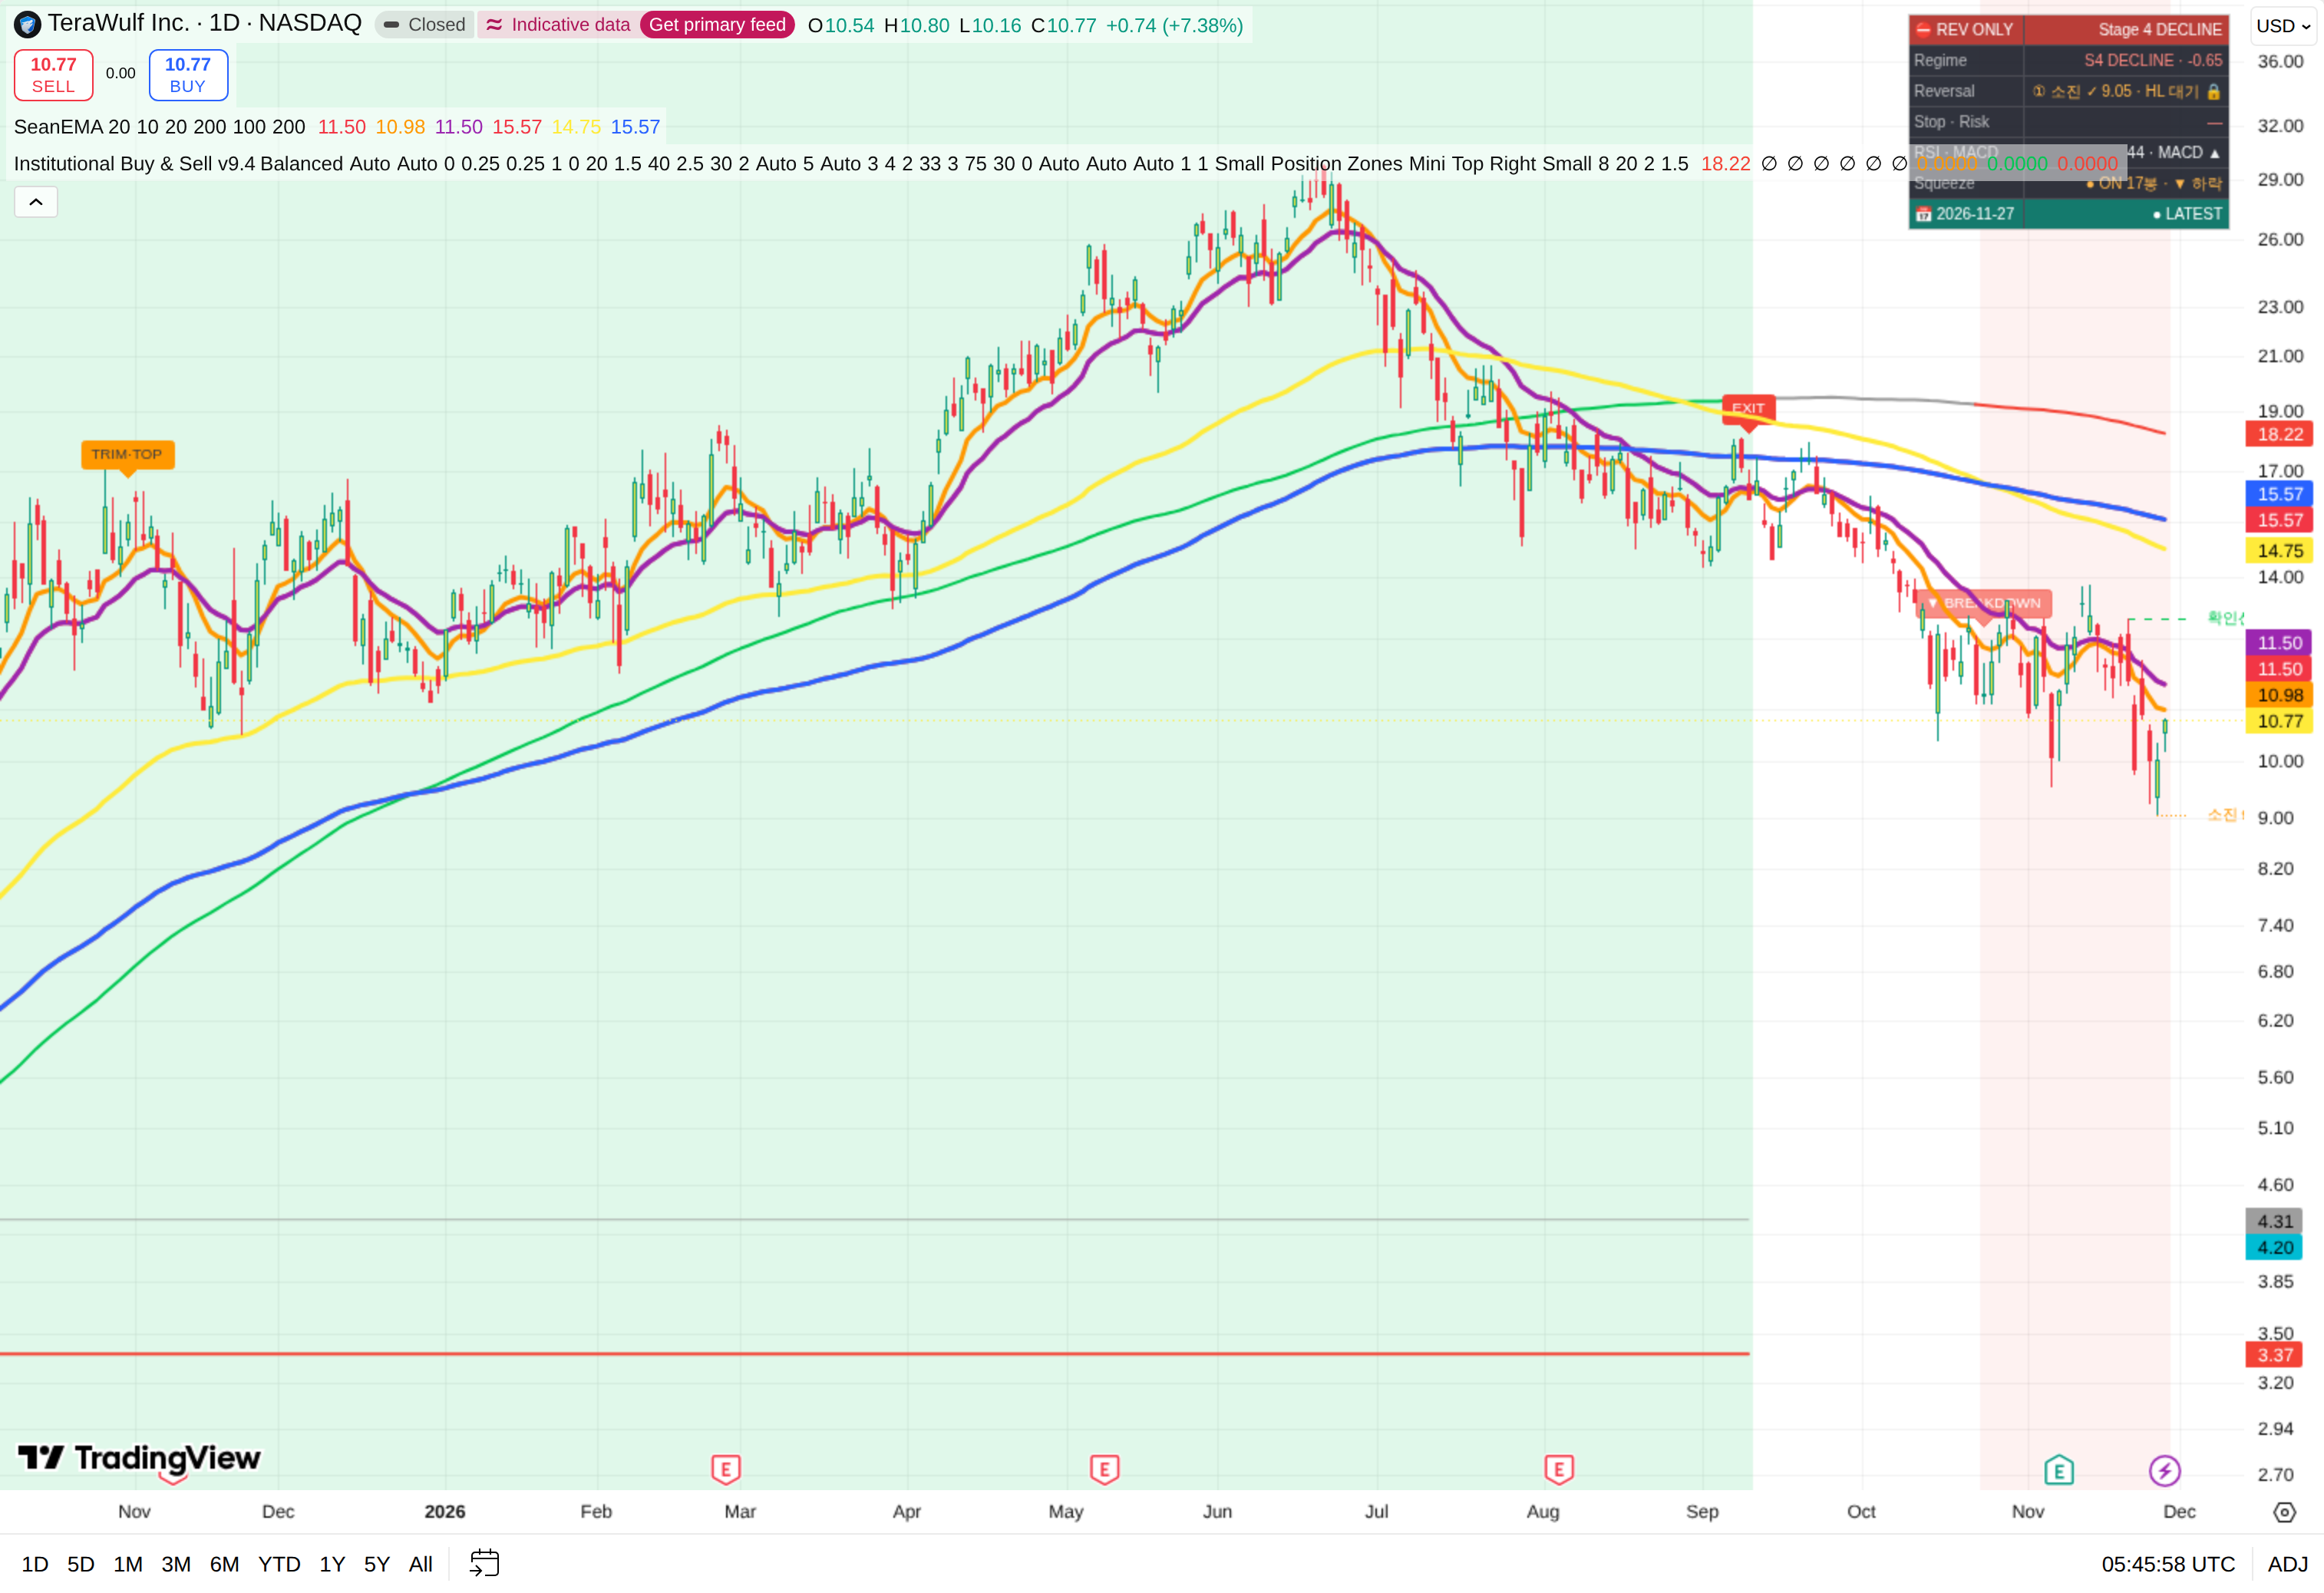 TeraWulf Inc. · 1D · NASDAQ Closed Indicative data Get primary feed O10.54 H10.80 L10.16 C10.77 +0.74 (+7.38%)
10.77 SELL 0.00 10.77 BUY
SeanEMA 20 10 20 200 100 200 11.50 10.98 11.50 15.57 14.75 15.57
Institutional Buy & Sell v9.4 Balanced Auto Auto 0 0.25 0.25 1 0 20 1.5 40 2.5 30 2 Auto 5 Auto 3 4 2 33 3 75 30 0 Auto Auto Auto 1 1 Small Position Zones Mini Top Right Small 8 20 2 1.5 18.22 ∅ ∅ ∅ ∅ ∅ ∅ 0.0000 0.0000 0.0000
⛔ REV ONLY Stage 4 DECLINE
Regime S4 DECLINE · -0.65
Reversal ① 소진 ✓ 9.05 · HL 대기 🔒
Stop · Risk —
RSI · MACD 44 · MACD ▲
Squeeze ● ON 17봉 · ▼ 하락
📅 2026-11-27 ● LATEST
USD
36.00
32.00
29.00
26.00
23.00
21.00
19.00
18.22
17.00
15.57
15.57
14.75
14.00
11.50
11.50
10.98
10.77
10.00
9.00
8.20
7.40
6.80
6.20
5.60
5.10
4.60
4.31
4.20
3.85
3.50
3.37
3.20
2.94
2.70
TRIM·TOP
EXIT
▼ BREAKDOWN
소진
TradingView
E E E E
Nov Dec 2026 Feb Mar Apr May Jun Jul Aug Sep Oct Nov Dec
1D 5D 1M 3M 6M YTD 1Y 5Y All 05:45:58 UTC ADJ